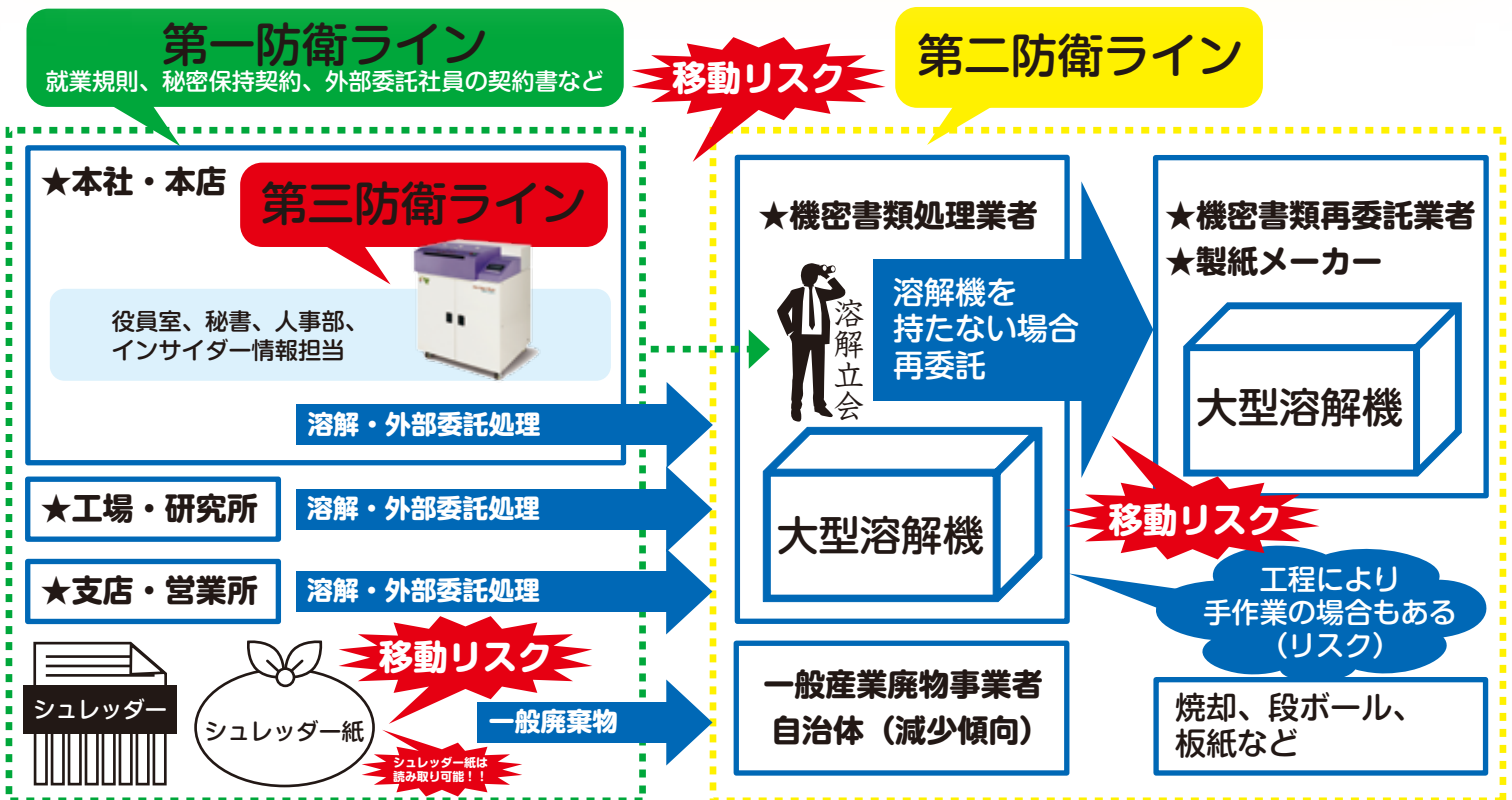 第一防衛ライン
就業規則、秘密保持契約、外部委託社員の契約書など
移動リスク
第二防衛ライン
★本社・本店
第三防衛ライン
役員室、秘書、人事部、
インサイダー情報担当
溶解・外部委託処理
★工場・研究所
溶解・外部委託処理
★支店・営業所
溶解・外部委託処理
シュレッダー
シュレッダー紙
移動リスク
シュレッダー紙は
読み取り可能！！
一般廃棄物
★機密書類処理業者
溶解立会
溶解機を
持たない場合
再委託
大型溶解機
★機密書類再委託業者
★製紙メーカー
大型溶解機
移動リスク
工程により
手作業の場合もある
（リスク）
一般産業廃物事業者
自治体（減少傾向）
焼却、段ボール、
板紙など